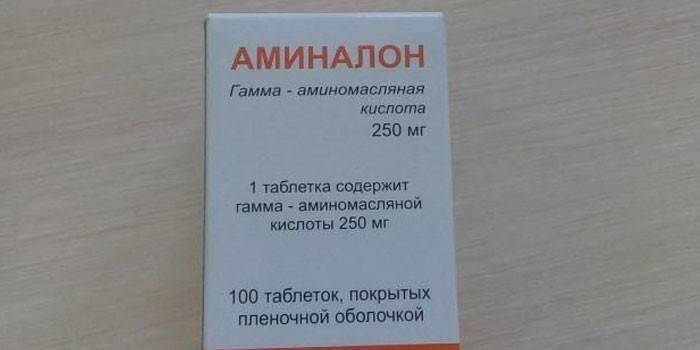 АМИНАЛОН
Гамма - аминомасляная
кислота
250 мг
1 таблетка содержит
гамма - аминомасляной
кислоты 250 мг
100 таблеток, покрытых
пленочной оболочкой